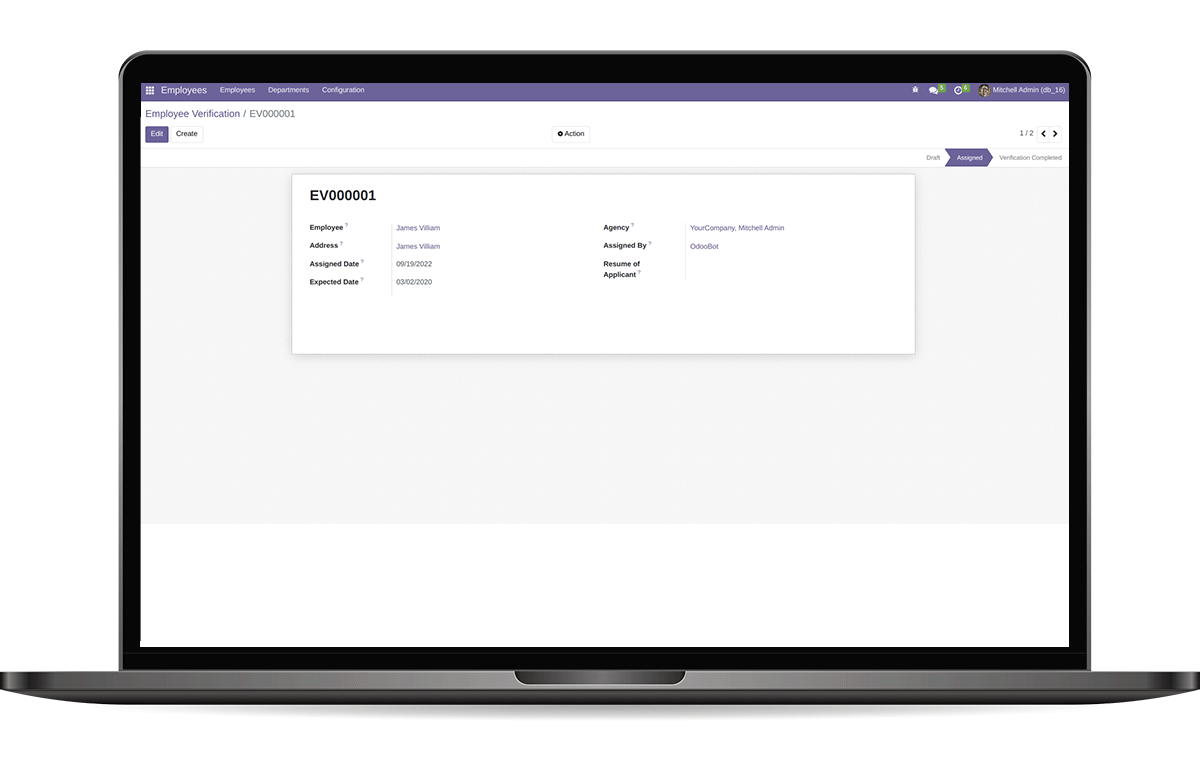 Employees Employees Departments Configuration 5 6 Mitchell Admin (db_16)
Employee Verification / EV000001
Edit Create Action 1 / 2
Draft Assigned Verification Completed
EV000001
Employee ? James Villiam Agency ? YourCompany, Mitchell Admin
Address ? James Villiam Assigned By ? OdooBot
Assigned Date ? 09/19/2022 Resume of
Applicant ?
Expected Date ? 03/02/2020